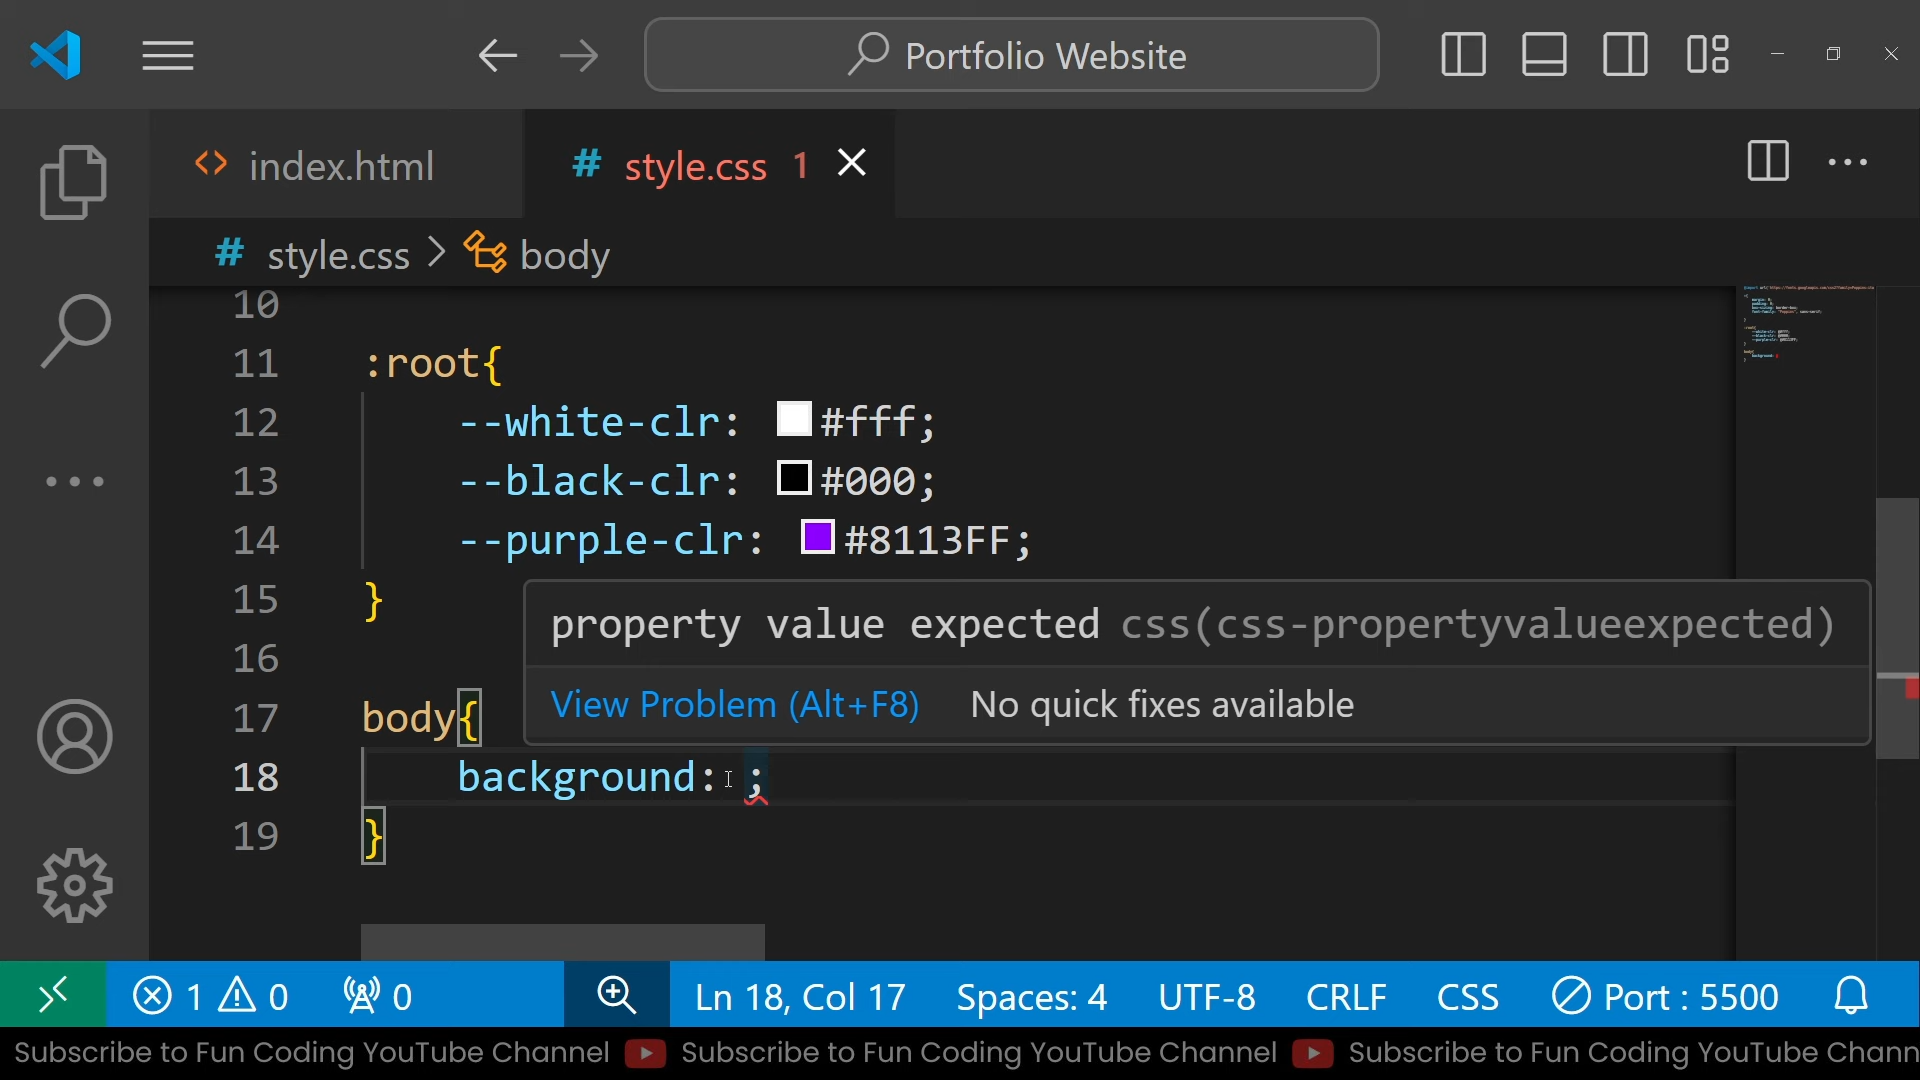 Portfolio Website
index.html
style.css 1
style.css > body
10
11 :root{
12 --white-clr: #fff;
13 --black-clr: #000;
14 --purple-clr: #8113FF;
15 }
property value expected css(css-propertyvalueexpected)
16
View Problem (Alt+F8) No quick fixes available
17 body{
18 background: ;
19 }
1 0 0 Ln 18, Col 17 Spaces: 4 UTF-8 CRLF CSS Port : 5500
Subscribe to Fun Coding YouTube Channel Subscribe to Fun Coding YouTube Channel Subscribe to Fun Coding YouTube Chann